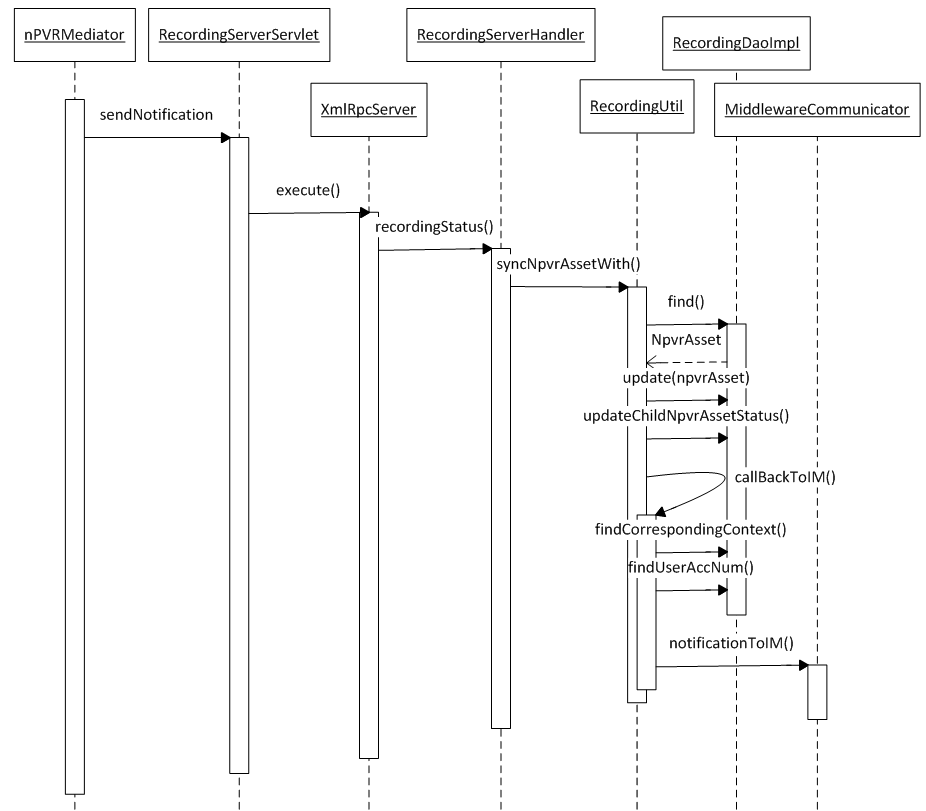 nPVRMediator
RecordingServerServlet
RecordingServerHandler
RecordingDaoImpl
XmlRpcServer
RecordingUtil
MiddlewareCommunicator
sendNotification
execute()
recordingStatus()
syncNpvrAssetWith()
find()
NpvrAsset
update(npvrAsset)
updateChildNpvrAssetStatus()
callBackToIM()
findCorrespondingContext()
findUserAccNum()
notificationToIM()